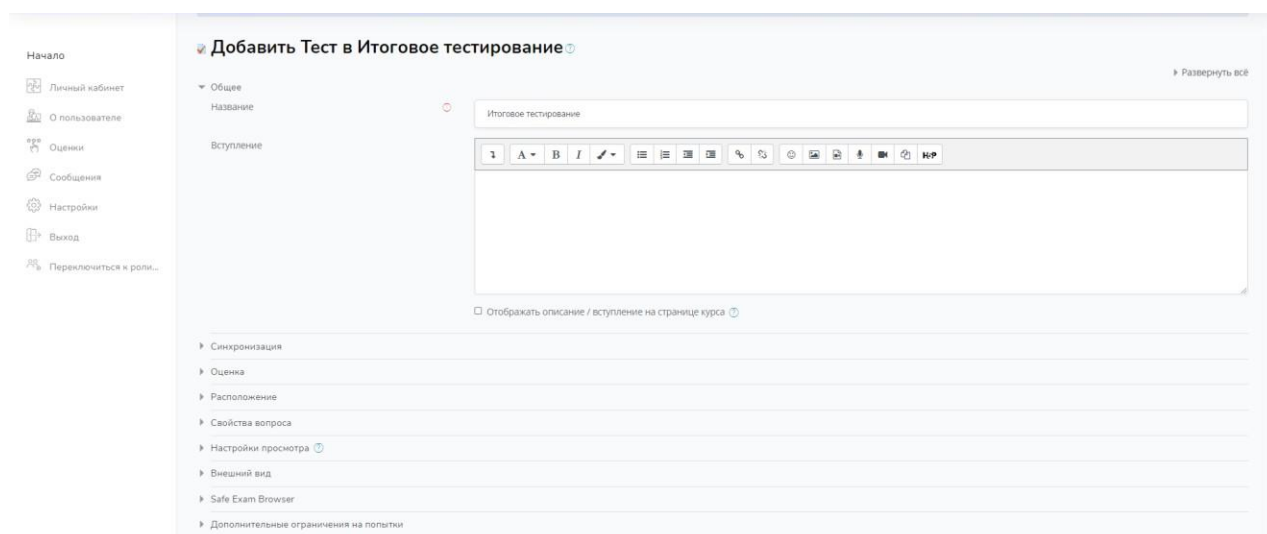 Начало
Личный кабинет
О пользователе
Оценки
Сообщения
Настройки
Выход
Переключиться к роли...
Добавить Тест в Итоговое тестирование
Развернуть всё
Общее
Название
Итоговое тестирование
Вступление
A
B
I
H-P
Отображать описание / вступление на странице курса
Синхронизация
Оценка
Расположение
Свойства вопроса
Настройки просмотра
Внешний вид
Safe Exam Browser
Дополнительные ограничения на попытки